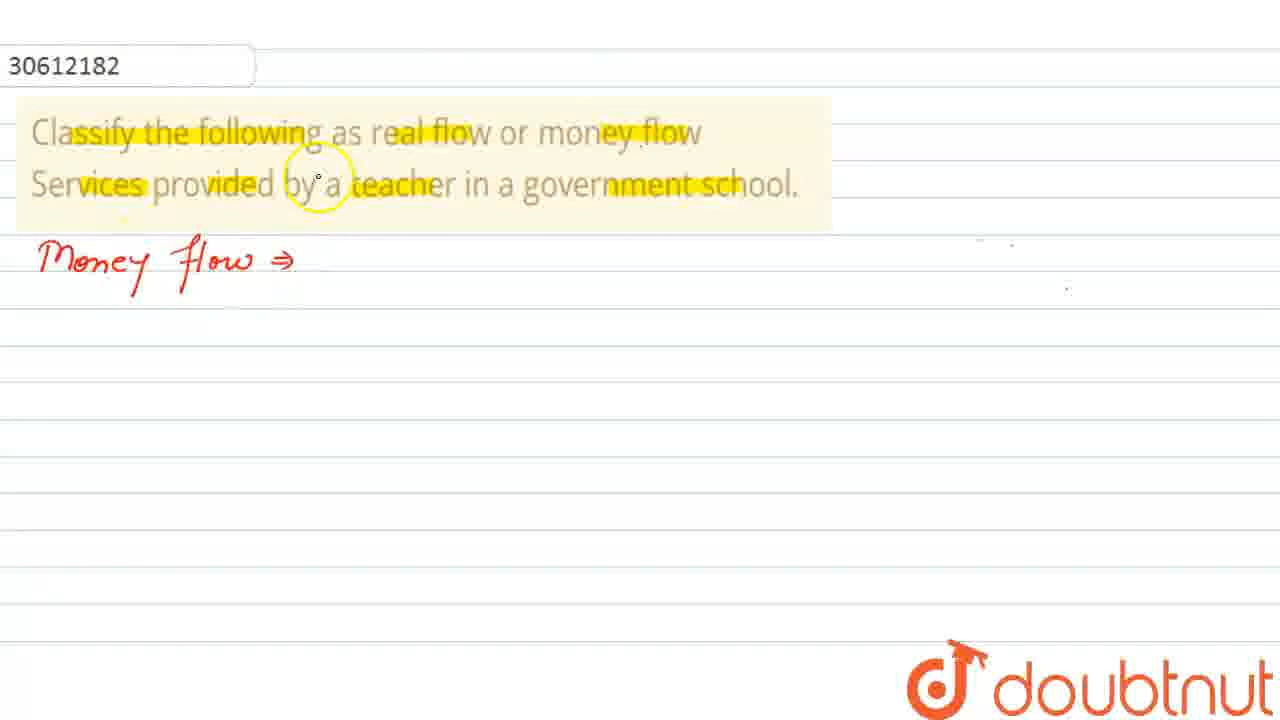 30612182
Classify the following as real flow or money flow
Services provided by a teacher in a government school.
Money flow ⇒
doubtnut